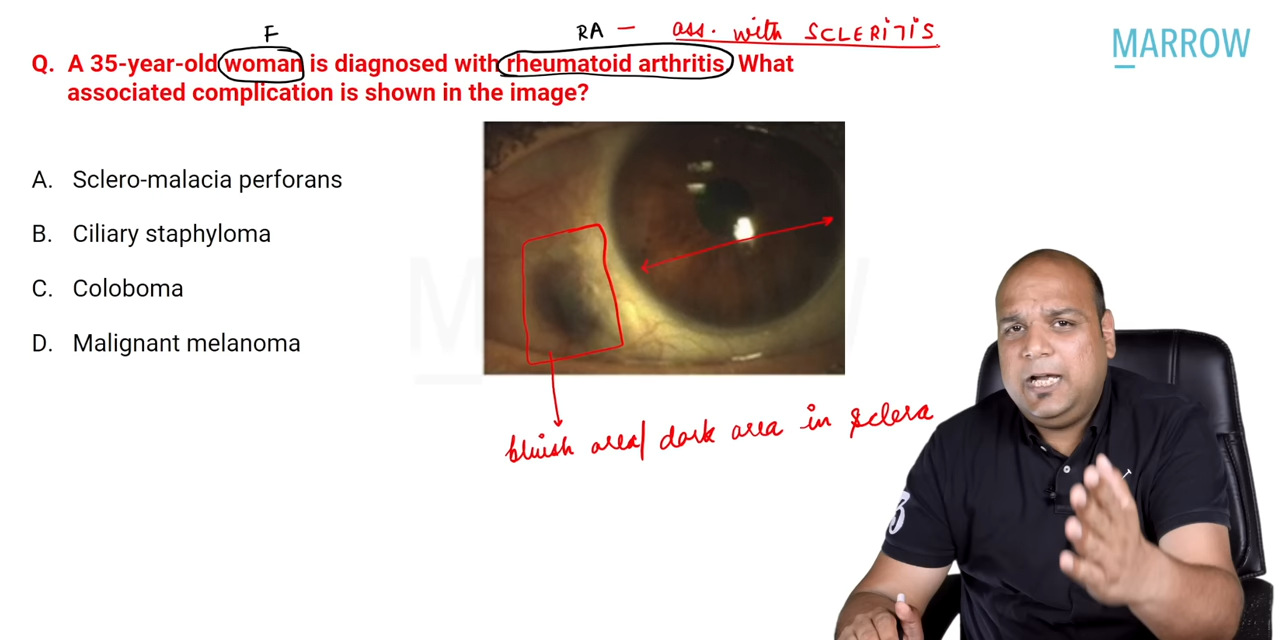 F
RA - ass. with SCLERITIS
MARROW
Q. A 35-year-old woman is diagnosed with rheumatoid arthritis. What
associated complication is shown in the image?
A. Sclero-malacia perforans
B. Ciliary staphyloma
C. Coloboma
D. Malignant melanoma
bluish area/ dark area in sclera